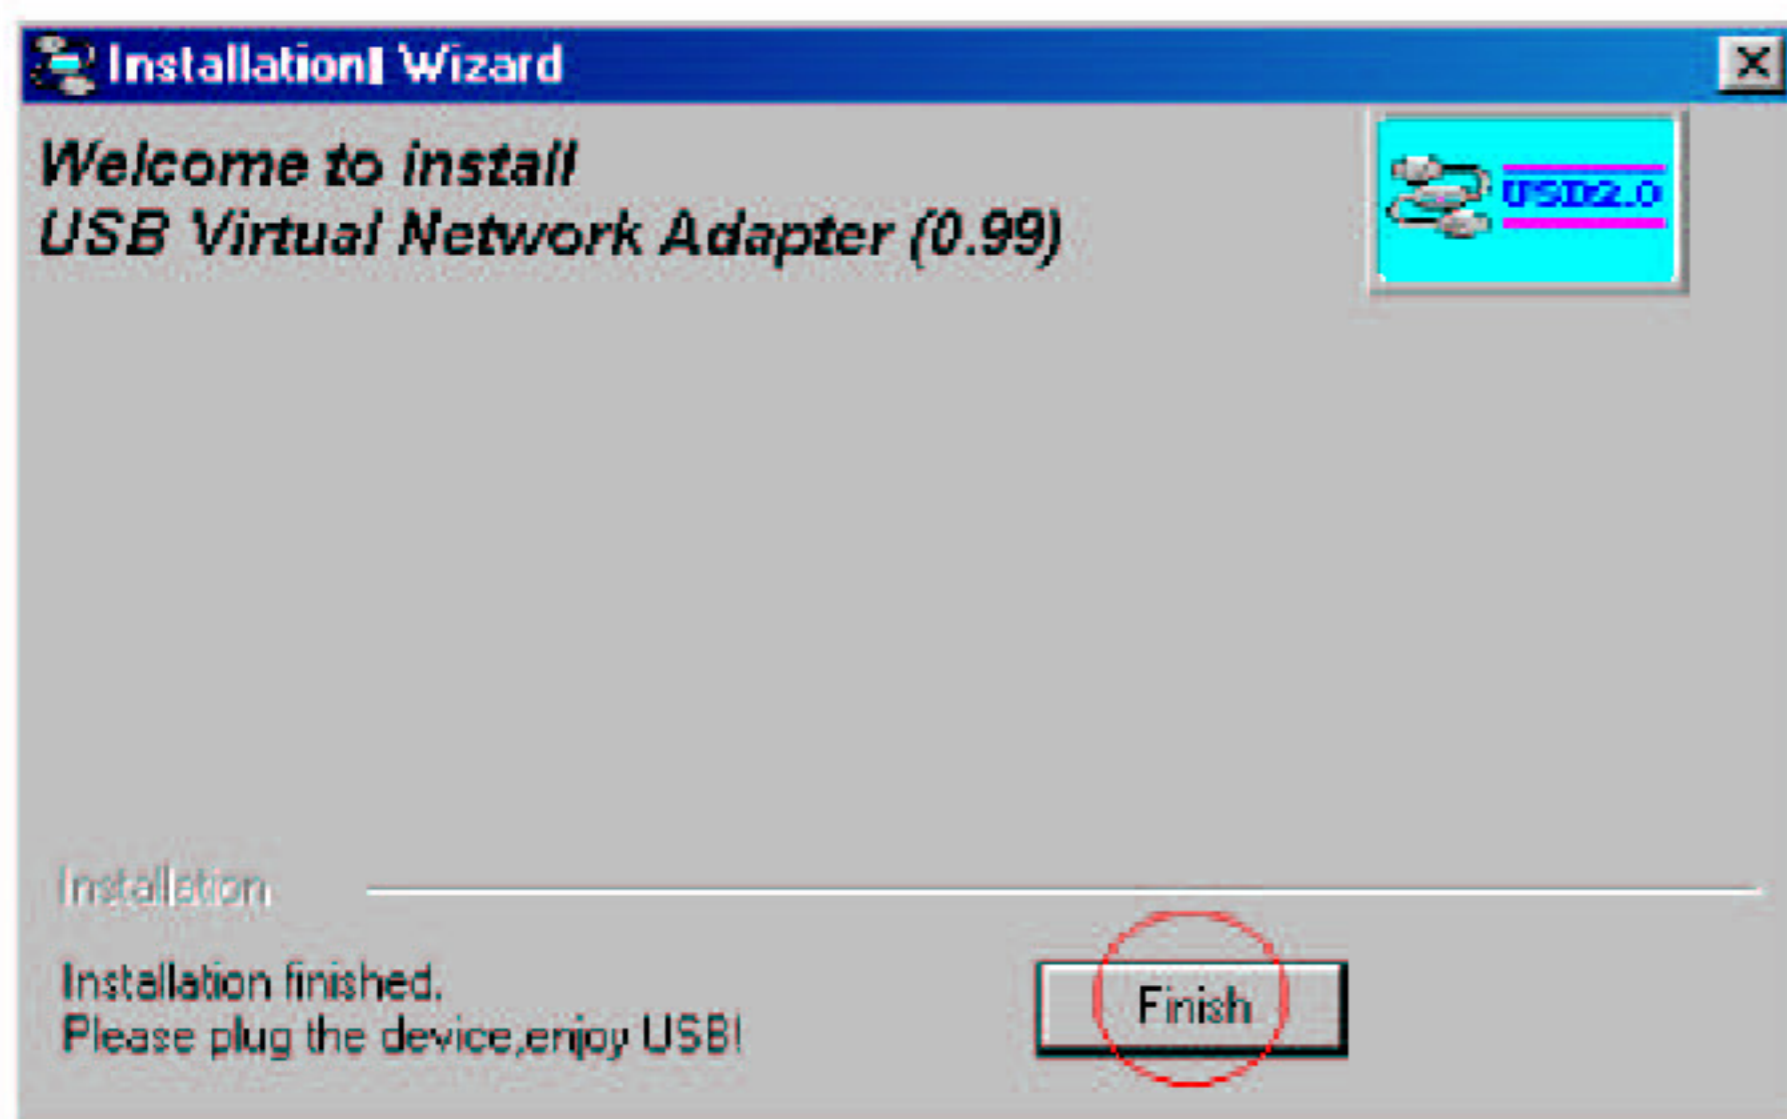 Installation Wizard
Welcome to install
USB Virtual Network Adapter (0.99)
USB2.0
Installation
Installation finished.
Please plug the device,enjoy USB!
Finish